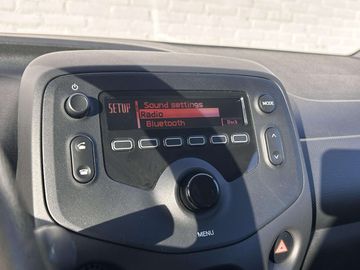 SETUP
Sound settings
Radio
Bluetooth
Back
MODE
MENU